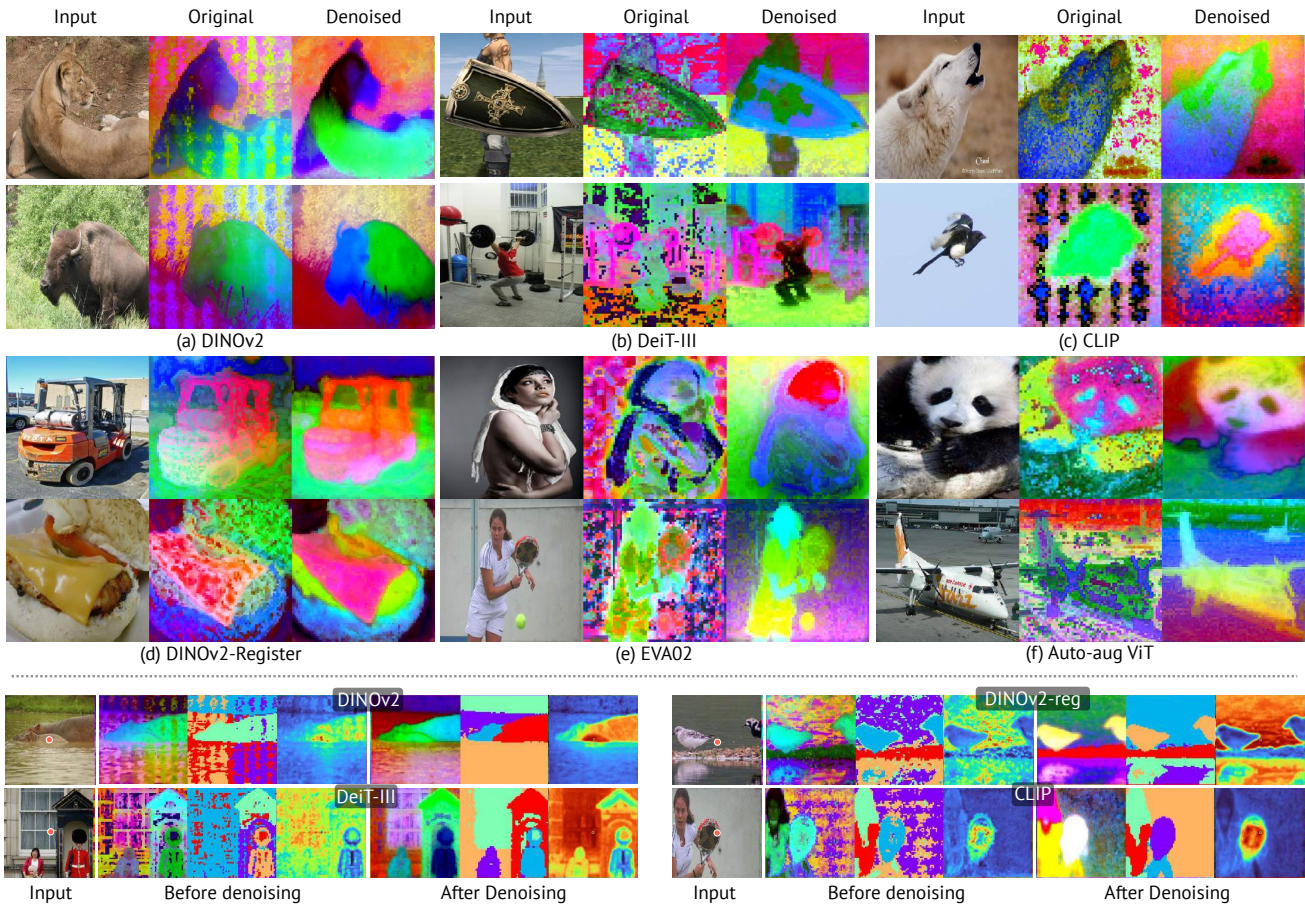 Input Original Denoised Input Original Denoised Input Original Denoised
(a) DINOv2 (b) DeiT-III (c) CLIP
(d) DINOv2-Register (e) EVA02 (f) Auto-aug ViT
DINOv2 DINOv2-reg
DeiT-III CLIP
Input Before denoising After Denoising Input Before denoising After Denoising